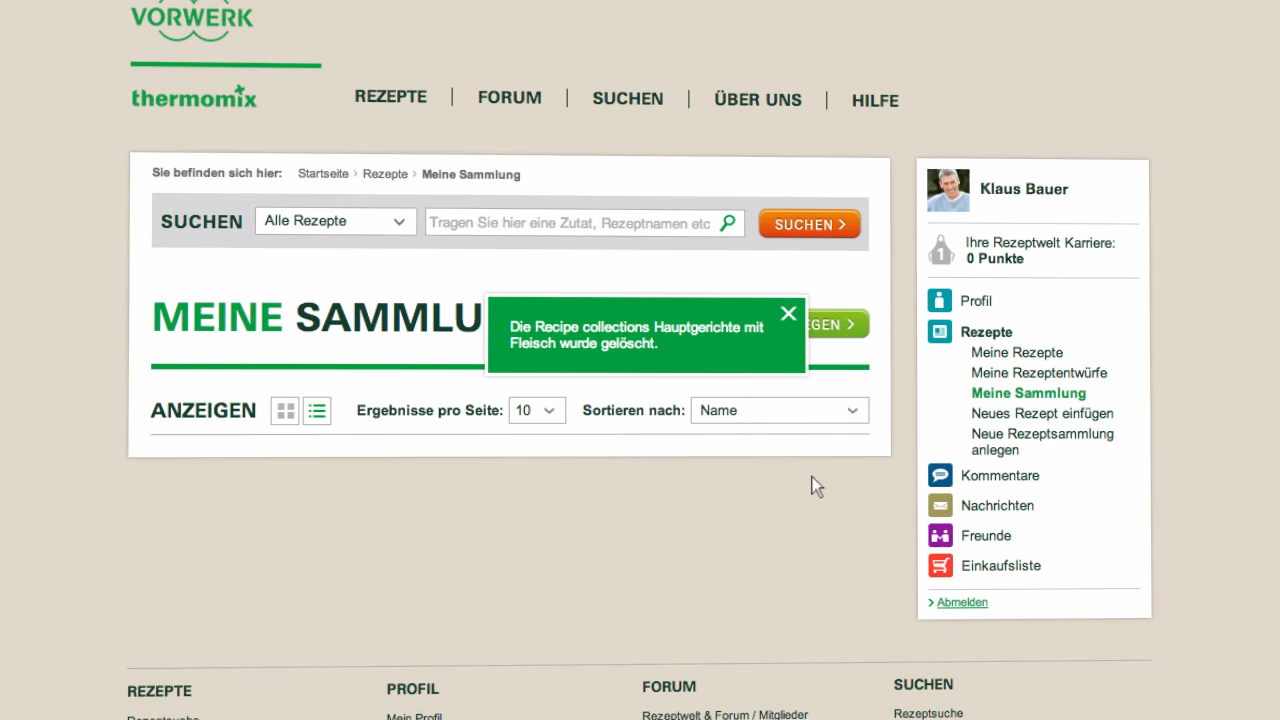 VORWERK
thermomix
REZEPTE
FORUM
SUCHEN
ÜBER UNS
HILFE
Sie befinden sich hier: Startseite › Rezepte › Meine Sammlung
SUCHEN
Alle Rezepte
Tragen Sie hier eine Zutat, Rezeptnamen etc
SUCHEN >
MEINE SAMMLU
EGEN >
Die Recipe collections Hauptgerichte mit
Fleisch wurde gelöscht.
ANZEIGEN
Ergebnisse pro Seite: 10
Sortieren nach: Name
Klaus Bauer
1
Ihre Rezeptwelt Karriere:
0 Punkte
Profil
Rezepte
Meine Rezepte
Meine Rezeptentwürfe
Meine Sammlung
Neues Rezept einfügen
Neue Rezeptsammlung
anlegen
Kommentare
Nachrichten
Freunde
Einkaufsliste
> Abmelden
REZEPTE
Rezeptsuche
PROFIL
Mein Profil
FORUM
Rezeptwelt & Forum / Mitglieder
SUCHEN
Rezeptsuche